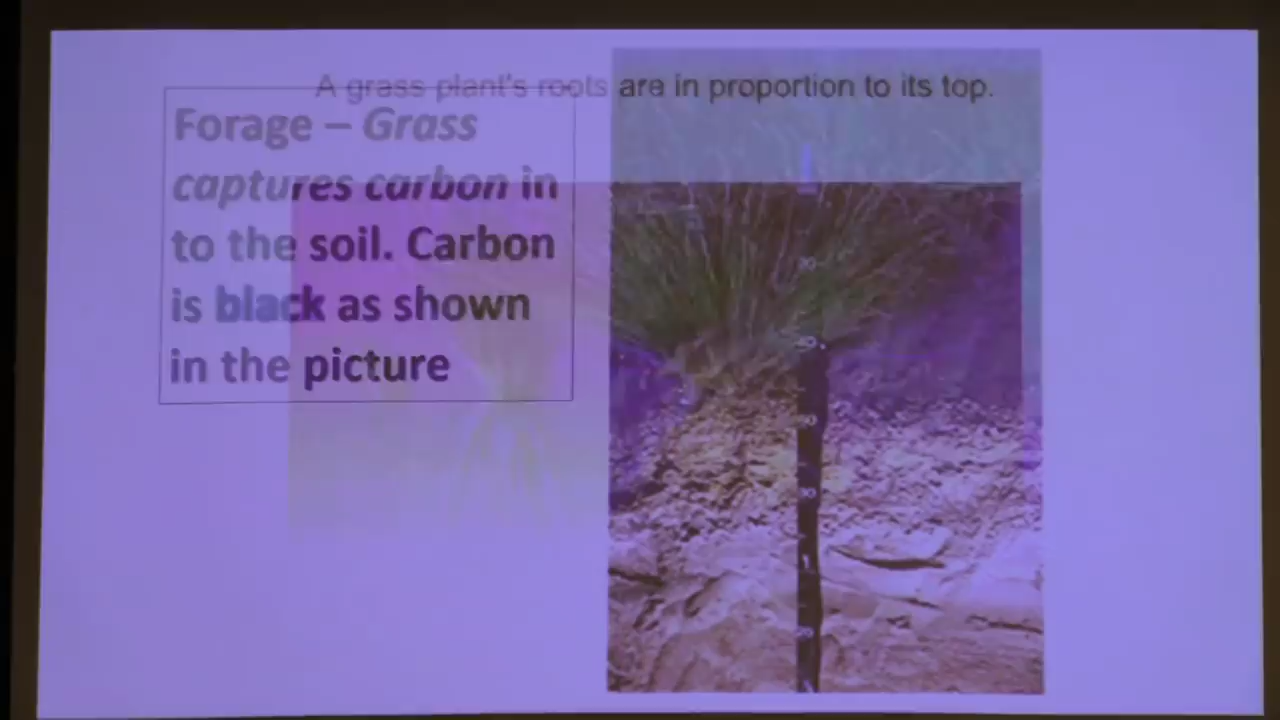 A grass plant's roots are in proportion to its top.
Forage – Grass
captures carbon in
to the soil. Carbon
is black as shown
in the picture